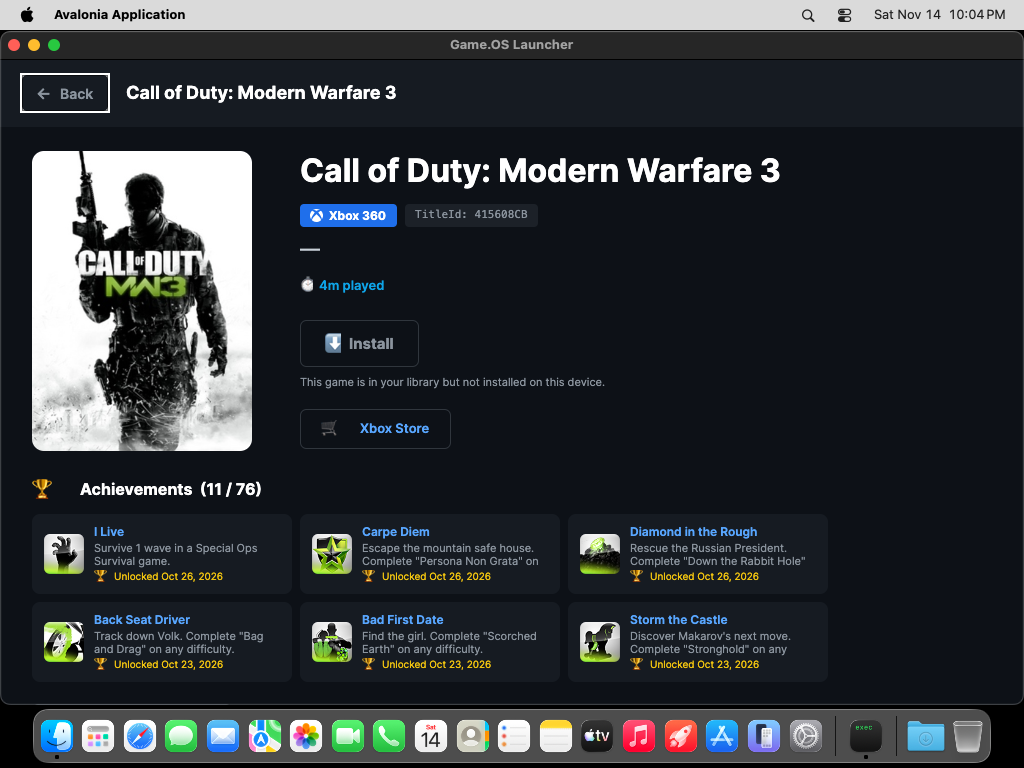 Avalonia Application
Sat Nov 14 10:04 PM
Game.OS Launcher
← Back
Call of Duty: Modern Warfare 3
CALL OF DUTY
MW3
Call of Duty: Modern Warfare 3
Xbox 360
TitleId: 415608CB
—
4m played
Install
This game is in your library but not installed on this device.
Xbox Store
Achievements (11 / 76)
I Live
Survive 1 wave in a Special Ops
Survival game.
Unlocked Oct 26, 2026
Carpe Diem
Escape the mountain safe house.
Complete "Persona Non Grata" on
Unlocked Oct 26, 2026
Diamond in the Rough
Rescue the Russian President.
Complete "Down the Rabbit Hole"
Unlocked Oct 26, 2026
Back Seat Driver
Track down Volk. Complete "Bag
and Drag" on any difficulty.
Unlocked Oct 23, 2026
Bad First Date
Find the girl. Complete "Scorched
Earth" on any difficulty.
Unlocked Oct 23, 2026
Storm the Castle
Discover Makarov's next move.
Complete "Stronghold" on any
Unlocked Oct 23, 2026
Sat
14
tv
exec